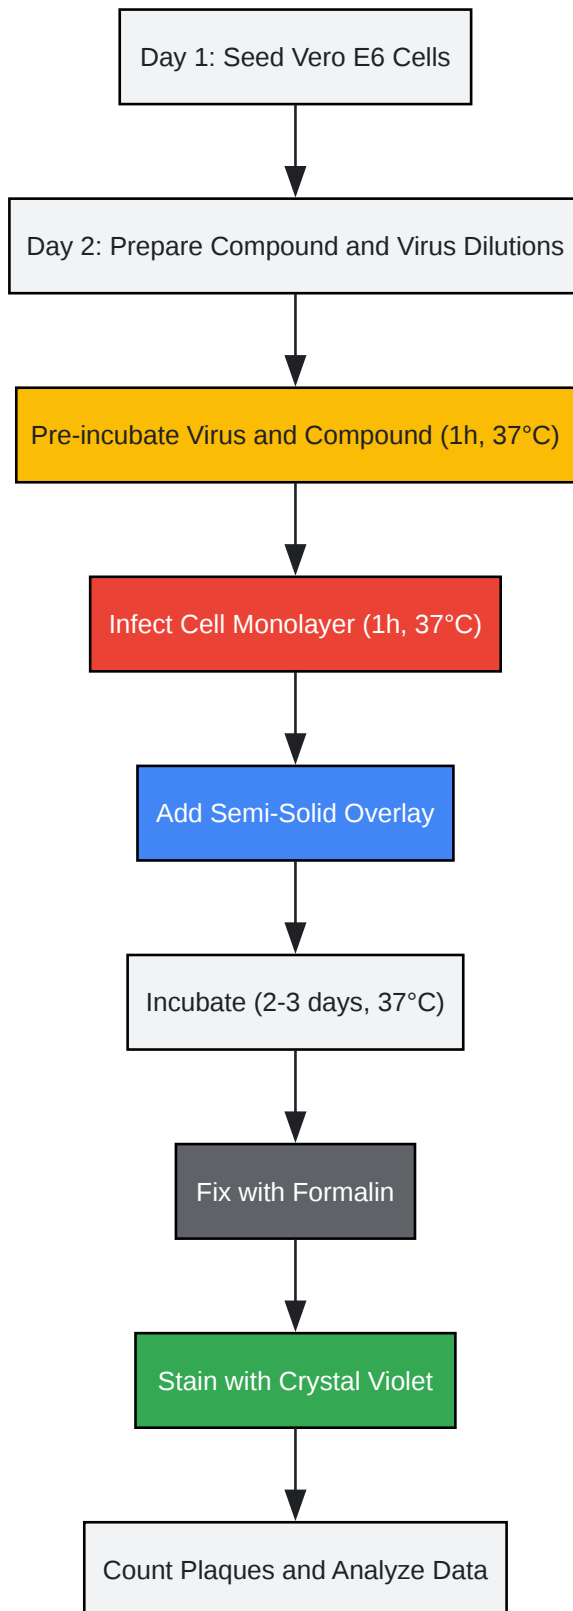 Day 1: Seed Vero E6 Cells
Day 2: Prepare Compound and Virus Dilutions
Pre-incubate Virus and Compound (1h, 37°C)
Infect Cell Monolayer (1h, 37°C)
Add Semi-Solid Overlay
Incubate (2-3 days, 37°C)
Fix with Formalin
Stain with Crystal Violet
Count Plaques and Analyze Data